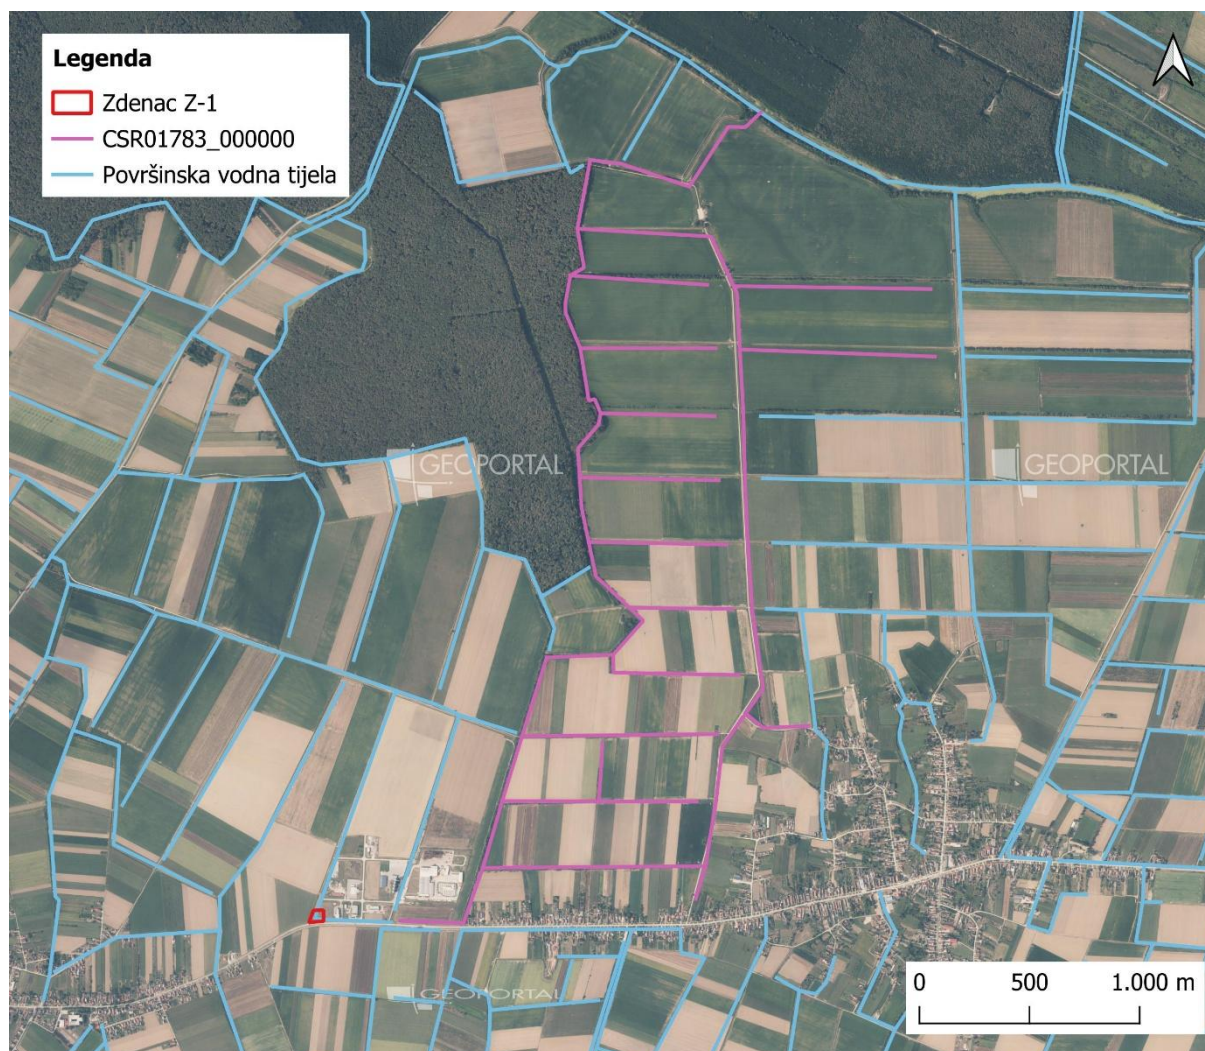 Legenda
Zdenac Z-1
CSR01783_000000
Površinska vodna tijela
GEOPORTAL
GEOPORTAL
GEOPORTAL
0 500 1.000 m